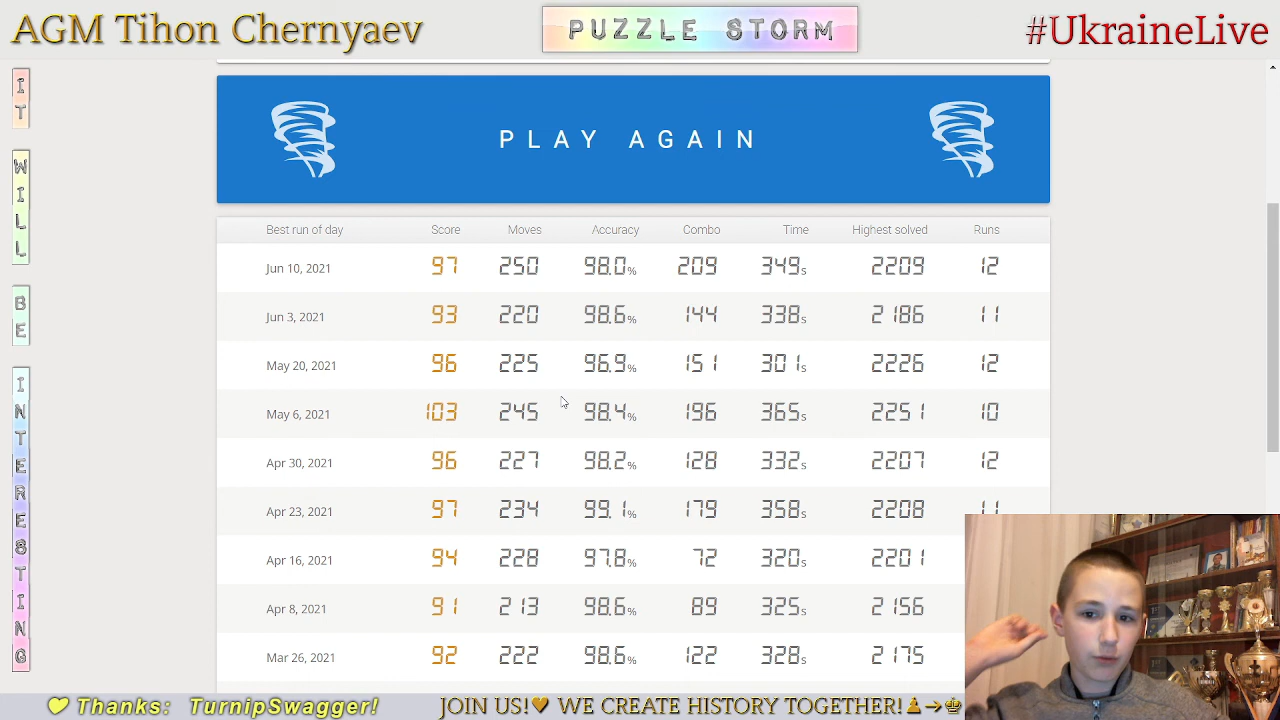 AGM Tihon Chernyaev
PUZZLE STORM
#UkraineLive
IT
WILL
BE
INTERESTING
PLAY AGAIN
Best run of day Score Moves Accuracy Combo Time Highest solved Runs
Jun 10, 2021 97 250 98.0% 209 349s 2209 12
Jun 3, 2021 93 220 98.6% 144 338s 2186 11
May 20, 2021 96 225 96.9% 151 301s 2226 12
May 6, 2021 103 245 98.4% 196 365s 2251 10
Apr 30, 2021 96 227 98.2% 128 332s 2207 12
Apr 23, 2021 97 234 99.1% 179 358s 2208 11
Apr 16, 2021 94 228 97.8% 72 320s 2201
Apr 8, 2021 91 213 98.6% 89 325s 2156
Mar 26, 2021 92 222 98.6% 122 328s 2175
Thanks: TurnipSwagger!
JOIN US! WE CREATE HISTORY TOGETHER!